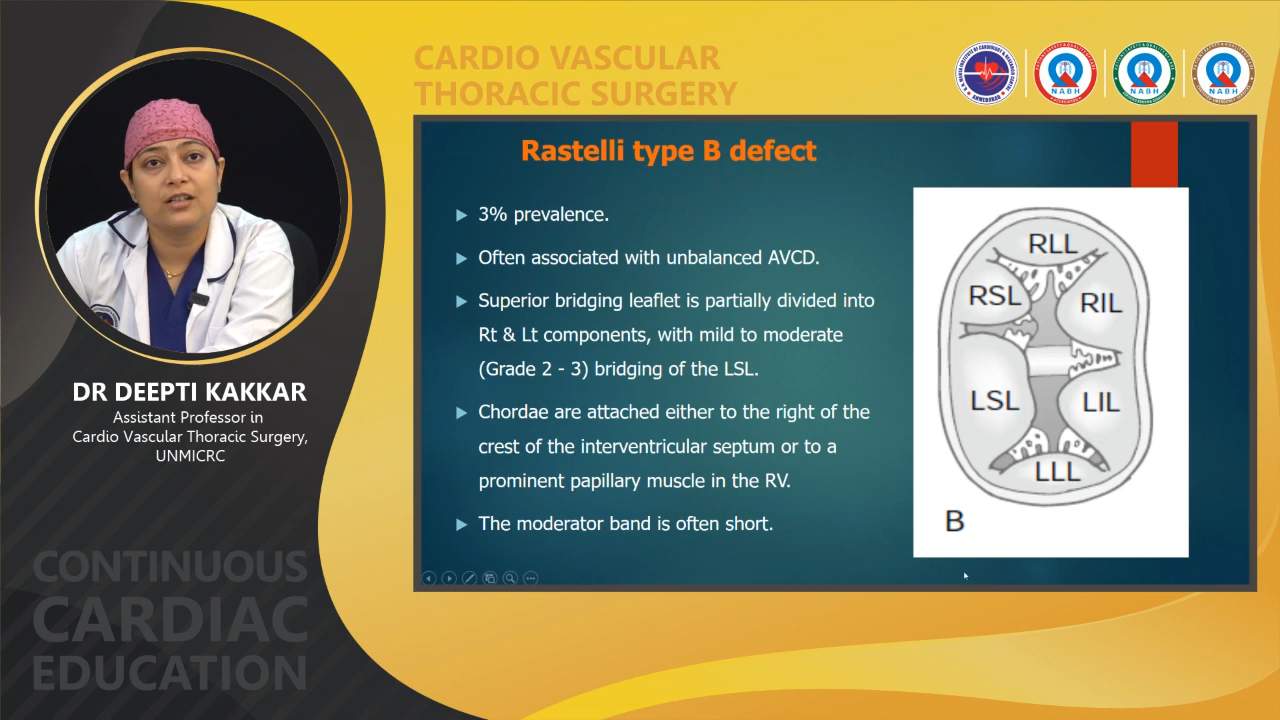 CARDIO VASCULAR
THORACIC SURGERY
NABH
NABH
NABH
Rastelli type B defect
3% prevalence.
Often associated with unbalanced AVCD.
Superior bridging leaflet is partially divided into
Rt & Lt components, with mild to moderate
(Grade 2 - 3) bridging of the LSL.
Chordae are attached either to the right of the
crest of the interventricular septum or to a
prominent papillary muscle in the RV.
The moderator band is often short.
RLL
RSL
RIL
LSL
LIL
LLL
B
DR DEEPTI KAKKAR
Assistant Professor in
Cardio Vascular Thoracic Surgery,
UNMICRC
CONTINUOUS
CARDIAC
EDUCATION